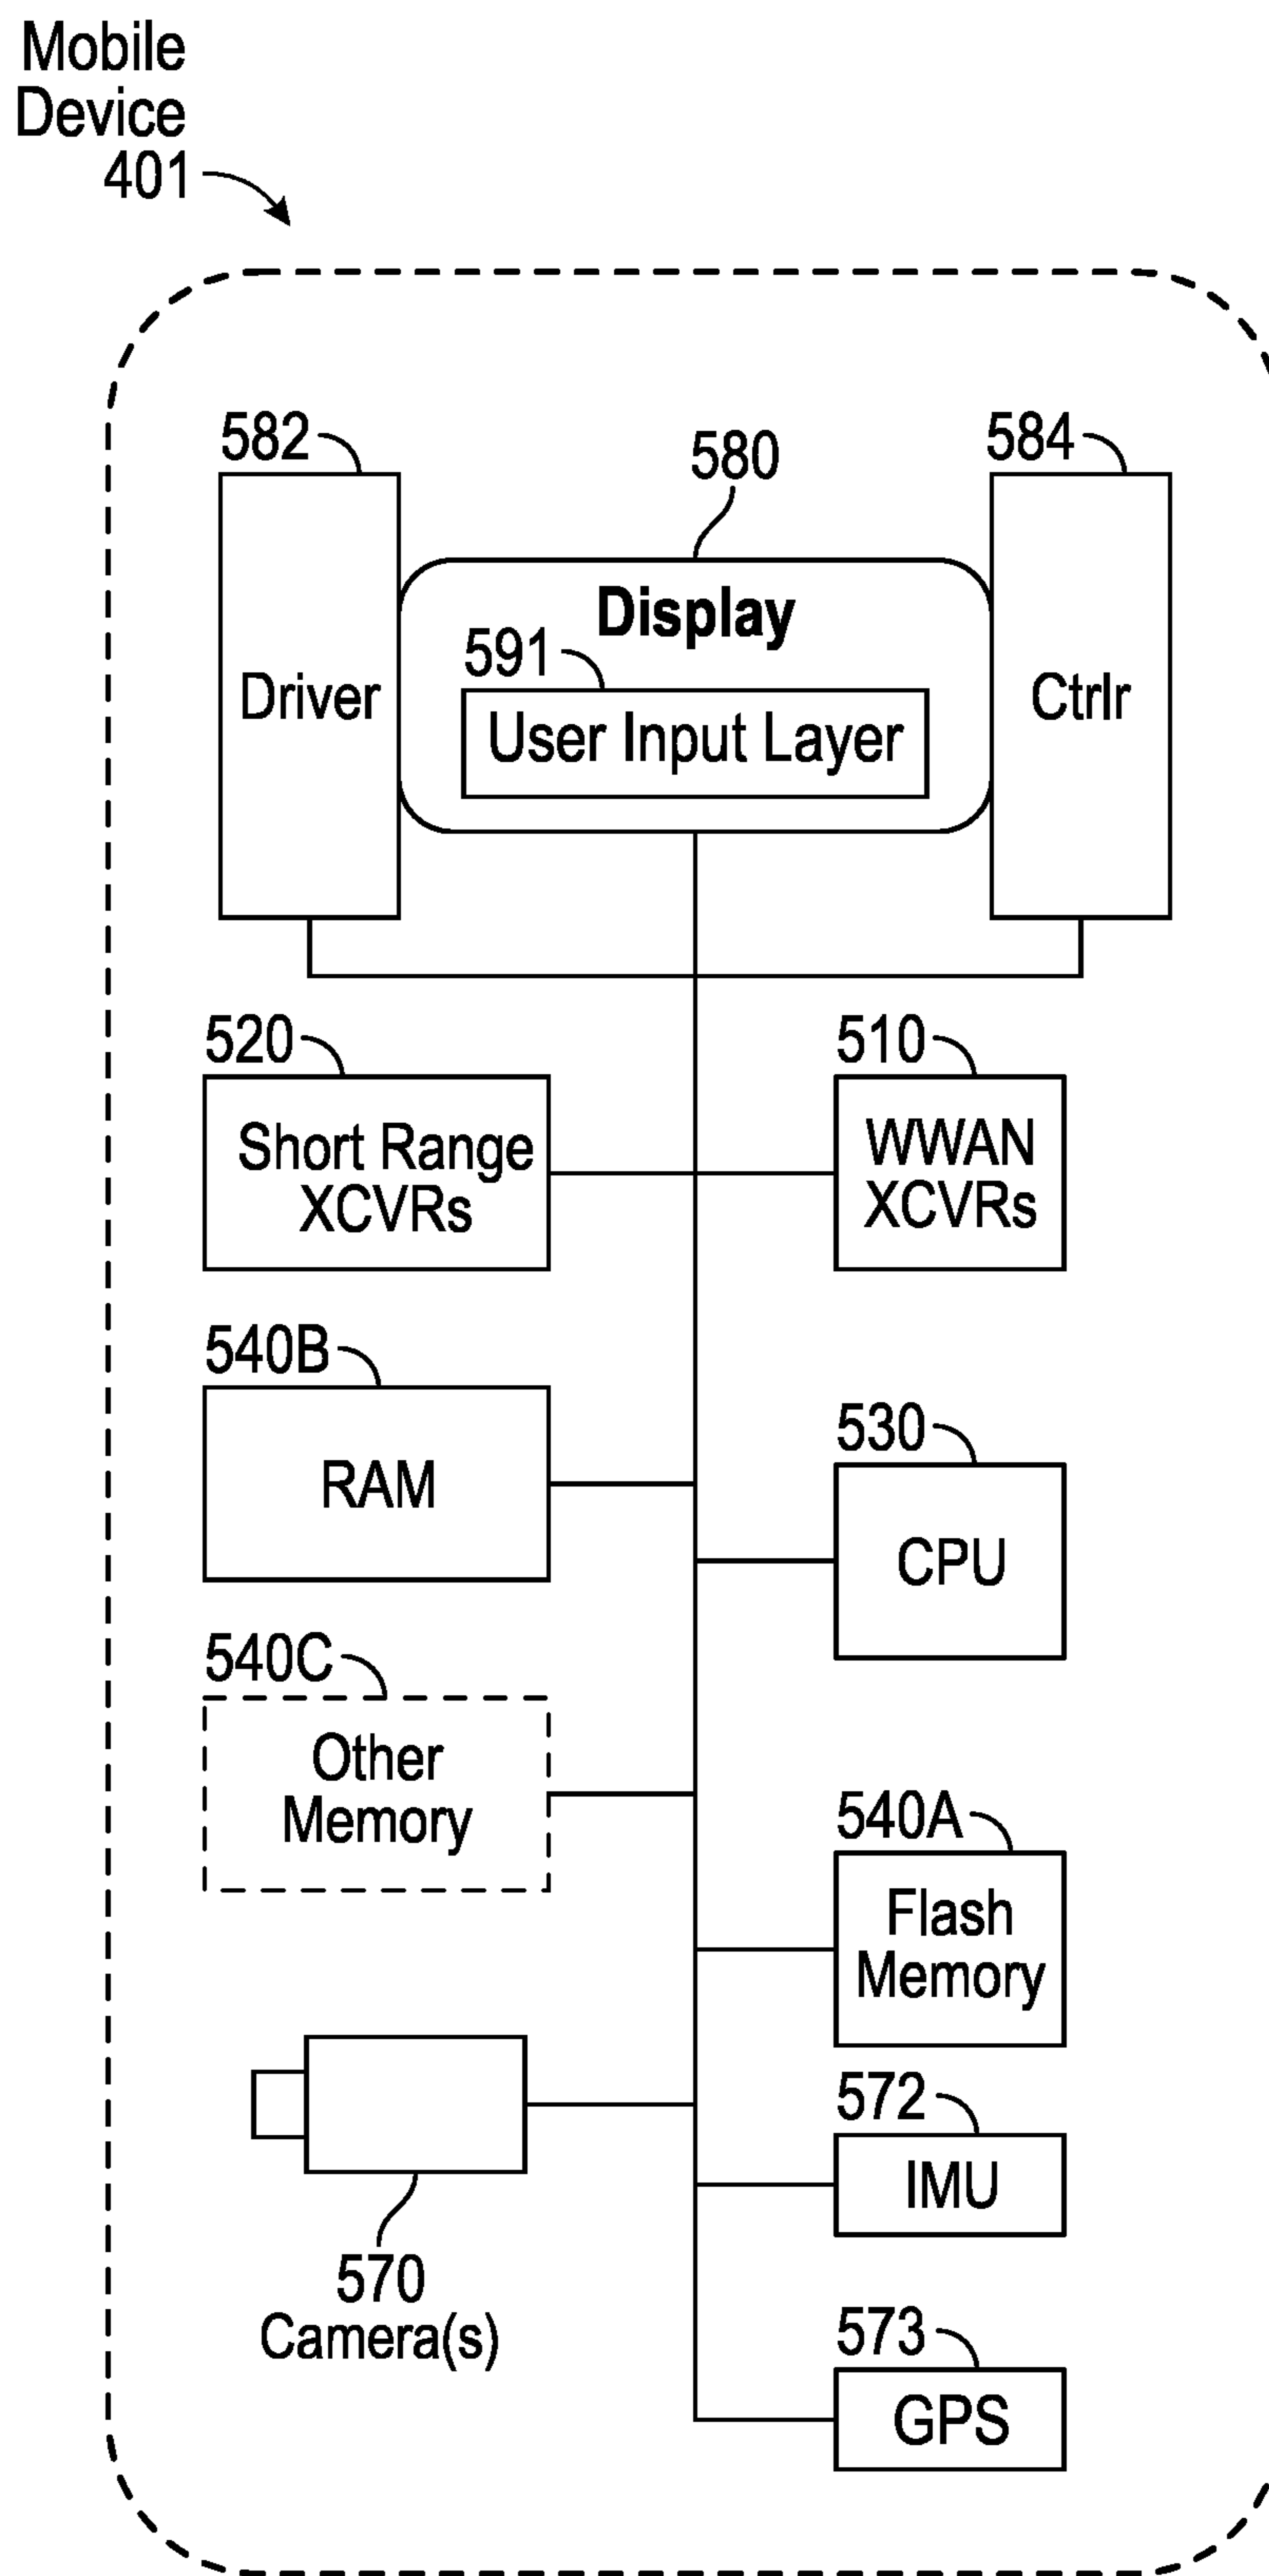 Mobile
Device
401
582
580
584
Display
591
Driver
User Input Layer
Ctrlr
520
510
Short Range
XCVRs
WWAN
XCVRs
540B
RAM
530
CPU
540C
Other
Memory
540A
Flash
Memory
572
IMU
570
Camera(s)
573
GPS